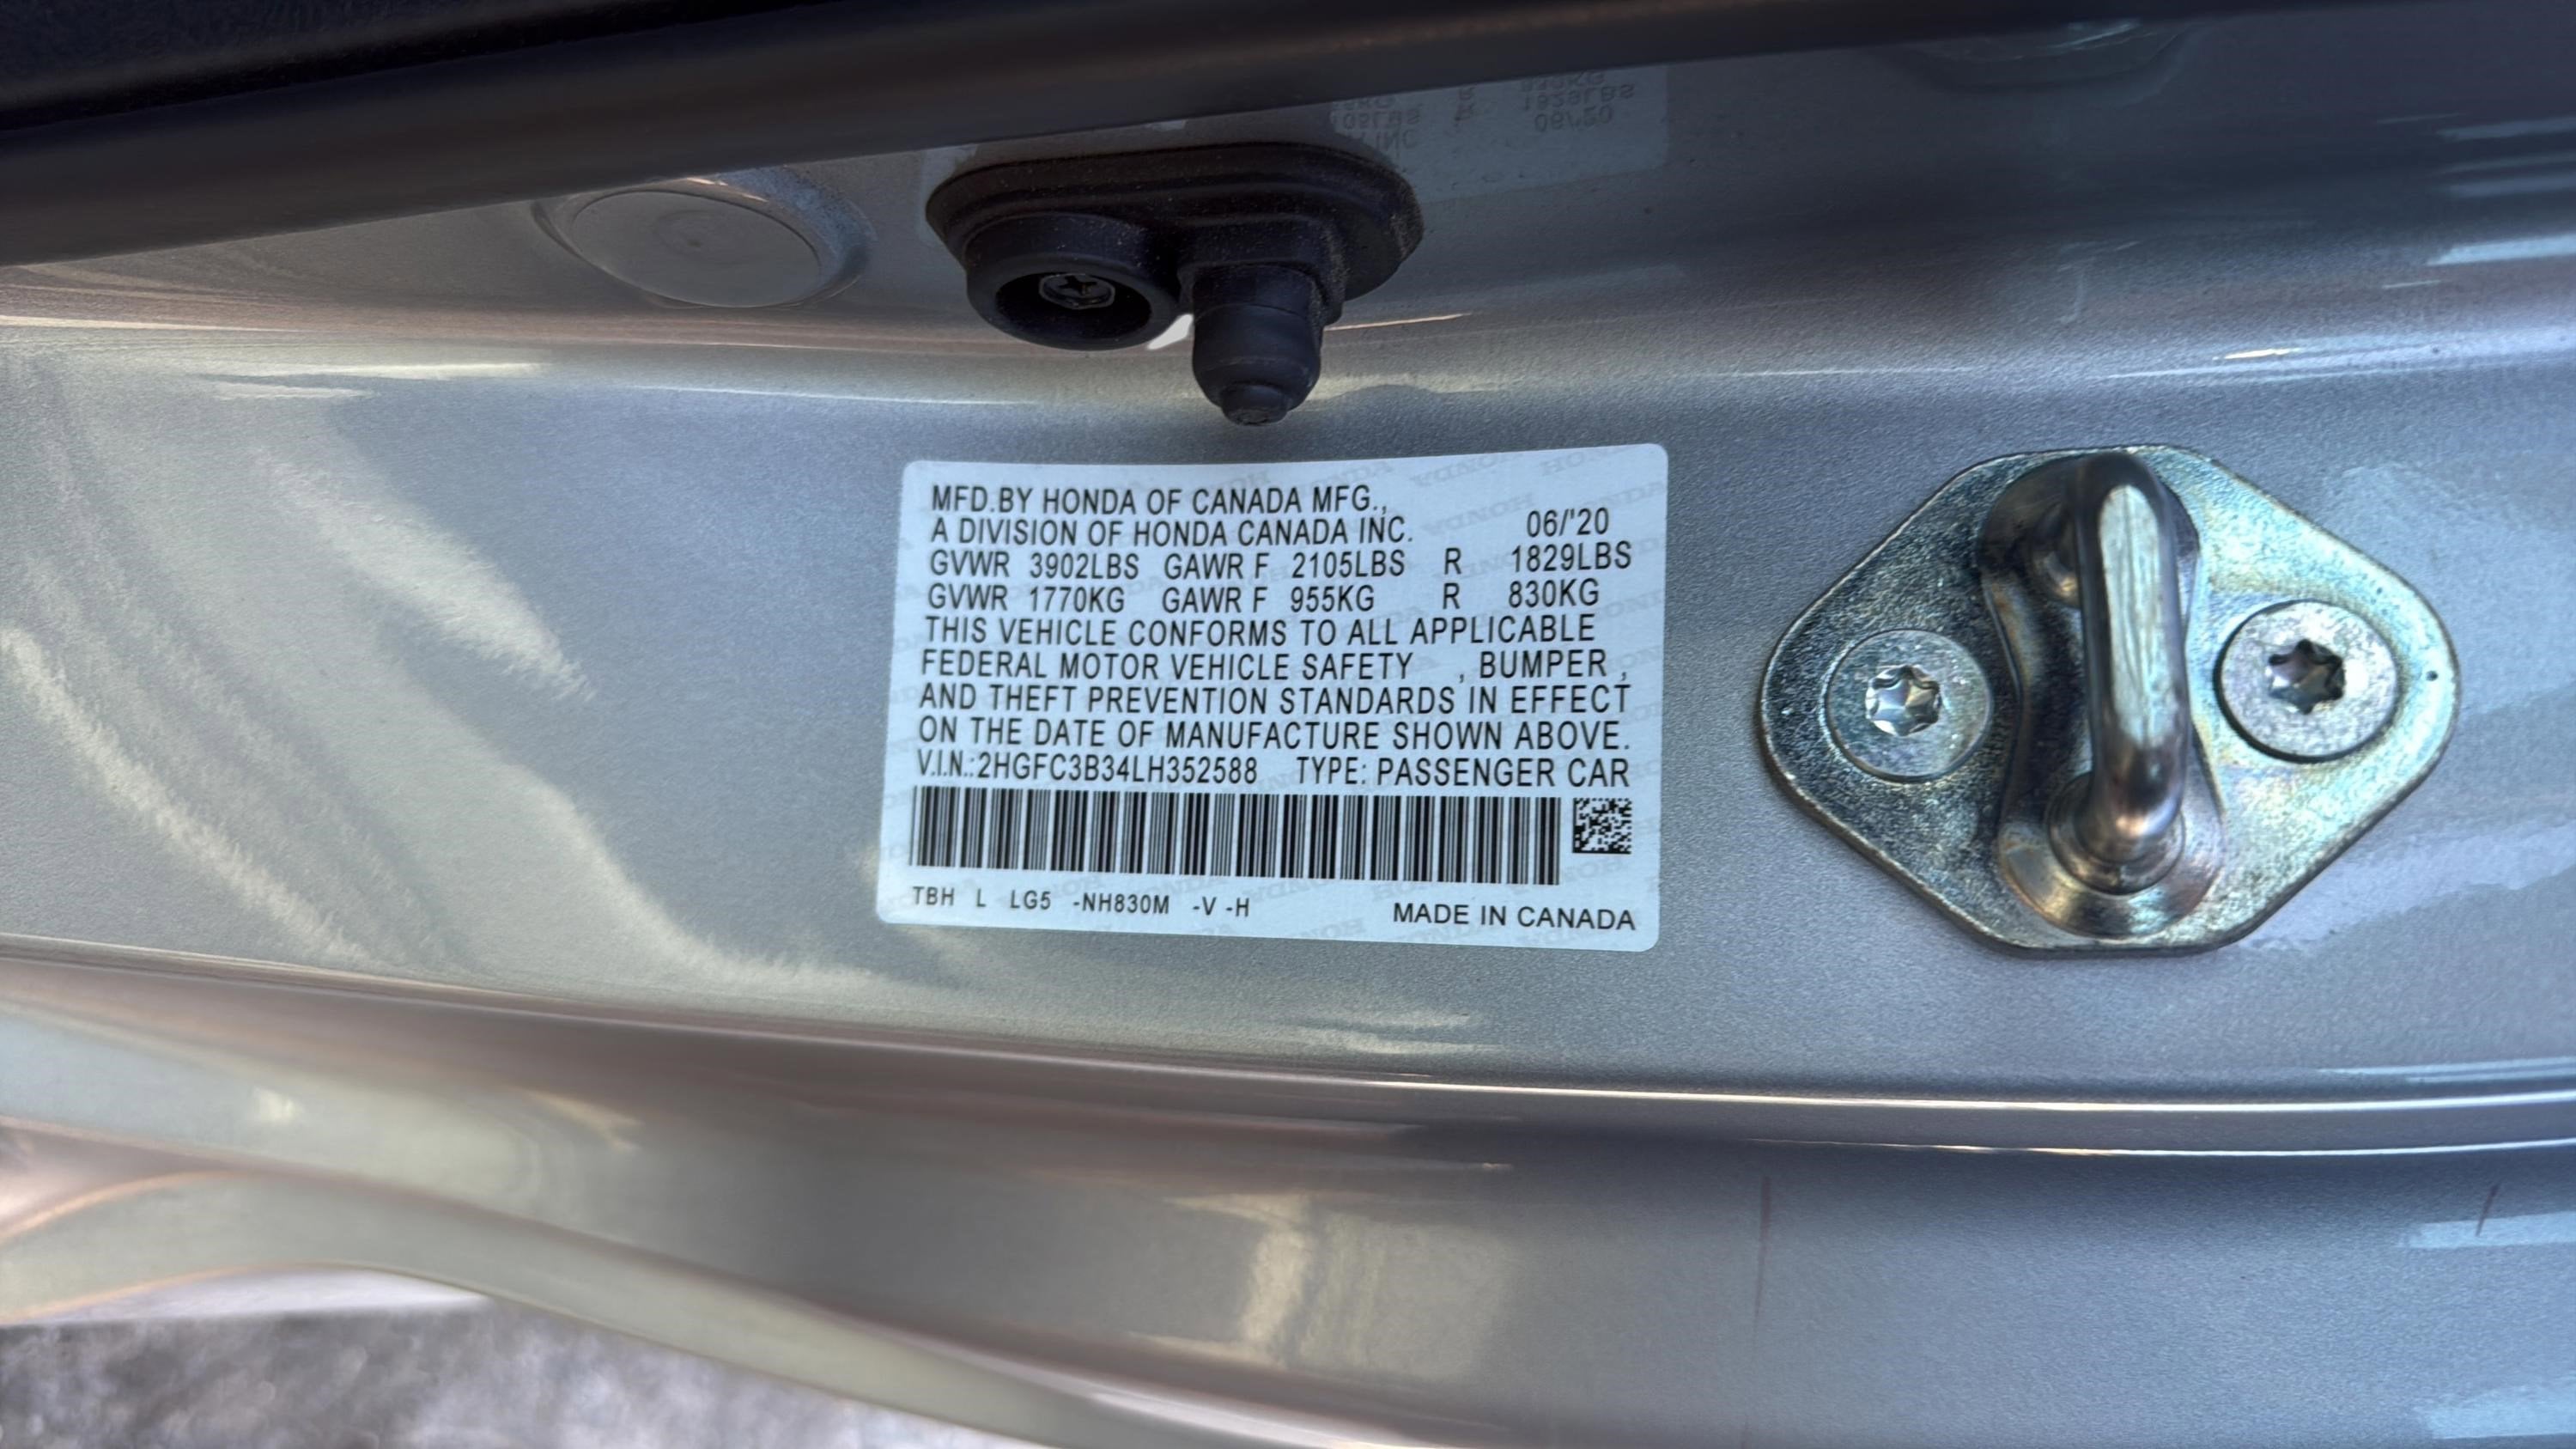 MFD.BY HONDA OF CANADA MFG.,
A DIVISION OF HONDA CANADA INC. 06/'20
GVWR 3902LBS GAWR F 2105LBS R 1829LBS
GVWR 1770KG GAWR F 955KG R 830KG
THIS VEHICLE CONFORMS TO ALL APPLICABLE
FEDERAL MOTOR VEHICLE SAFETY , BUMPER ,
AND THEFT PREVENTION STANDARDS IN EFFECT
ON THE DATE OF MANUFACTURE SHOWN ABOVE.
V.I.N.:2HGFC3B34LH352588 TYPE: PASSENGER CAR
TBH L LG5 -NH830M -V -H MADE IN CANADA